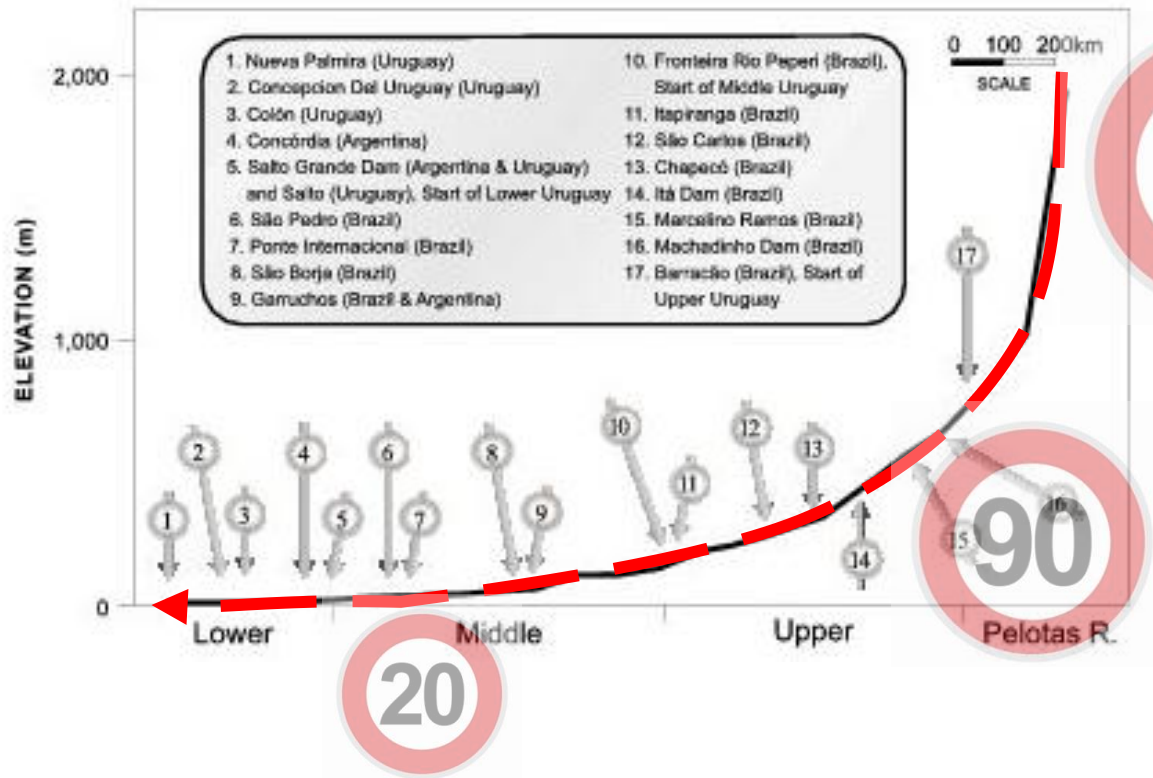 2,000
1,000
0
ELEVATION (m)
1. Nueva Palmira (Uruguay)
2. Concepcion Del Uruguay (Uruguay)
3. Colón (Uruguay)
4. Concórdia (Argentina)
5. Salto Grande Dam (Argentina & Uruguay)
and Salto (Uruguay), Start of Lower Uruguay
6. São Pedro (Brazil)
7. Ponte Internacional (Brazil)
8. São Borja (Brazil)
9. Garruchos (Brazil & Argentina)
10. Fronteira Rio Peperi (Brazil),
Start of Middle Uruguay
11. Itapiranga (Brazil)
12. São Carlos (Brazil)
13. Chapecó (Brazil)
14. Itá Dam (Brazil)
15. Marcelino Ramos (Brazil)
16. Machadinho Dam (Brazil)
17. Barracão (Brazil), Start of
Upper Uruguay
0 100 200km
SCALE
1
2
3
4
5
6
7
8
9
10
11
12
13
14
15
16
17
Lower
Middle
Upper
Pelotas R.
20
90